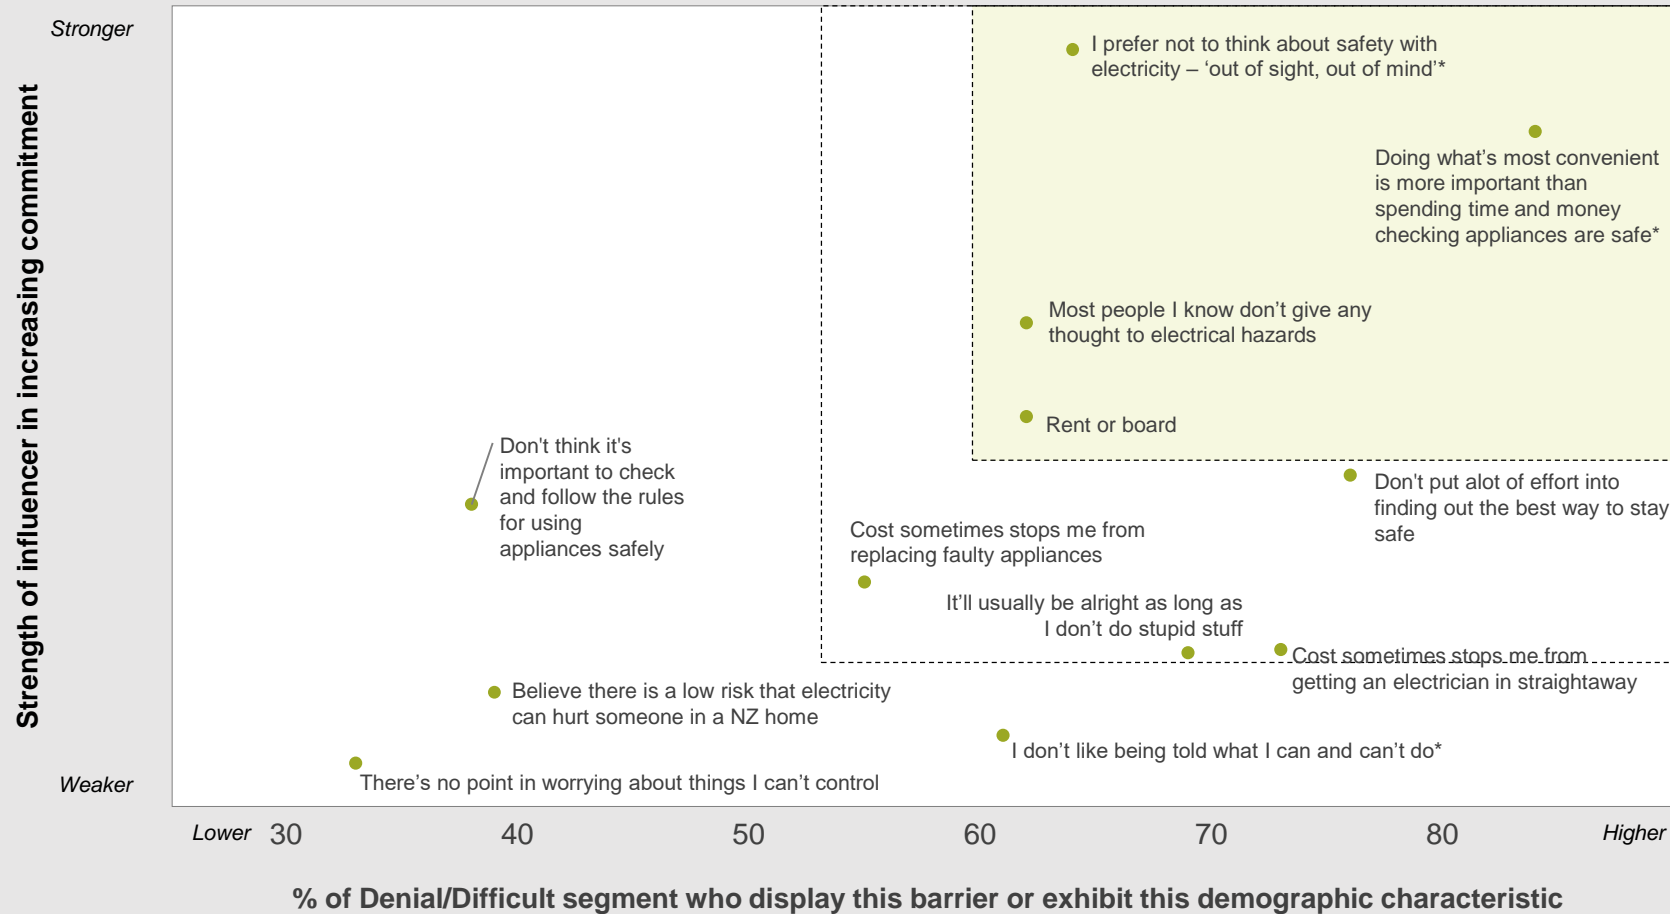 Stronger
Strength of influencer in increasing commitment
I prefer not to think about safety with
electricity – ‘out of sight, out of mind’*
Doing what’s most convenient
is more important than
spending time and money
checking appliances are safe*
Most people I know don’t give any
thought to electrical hazards
Rent or board
Don't think it's
important to check
and follow the rules
for using
appliances safely
Don't put alot of effort into
finding out the best way to stay
safe
Cost sometimes stops me from
replacing faulty appliances
It’ll usually be alright as long as
I don’t do stupid stuff
Cost sometimes stops me from
getting an electrician in straightaway
Believe there is a low risk that electricity
can hurt someone in a NZ home
I don’t like being told what I can and can’t do*
There’s no point in worrying about things I can’t control
Weaker
Lower 30 40 50 60 70 80 Higher
% of Denial/Difficult segment who display this barrier or exhibit this demographic characteristic